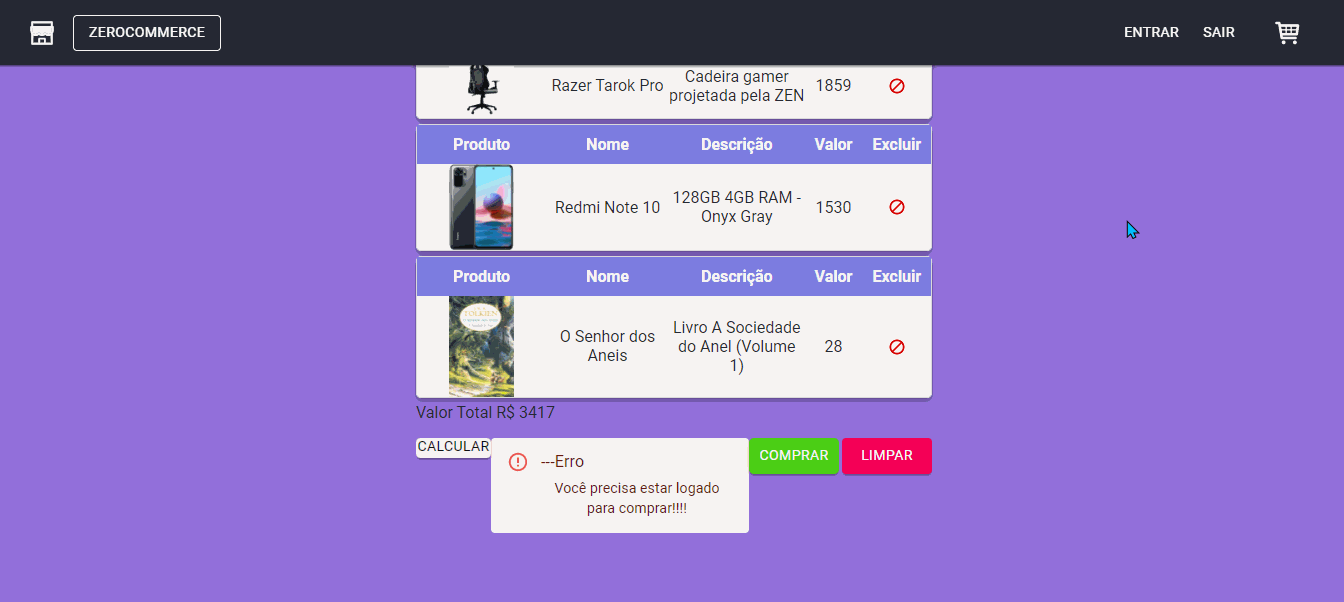 ZEROCOMMERCE
ENTRAR
SAIR
Razer Tarok Pro
Cadeira gamer
projetada pela ZEN
1859
Produto
Nome
Descrição
Valor
Excluir
Redmi Note 10
128GB 4GB RAM -
Onyx Gray
1530
Produto
Nome
Descrição
Valor
Excluir
TOLKIEN
O Senhor dos
Aneis
Livro A Sociedade
do Anel (Volume
1)
28
Valor Total R$ 3417
CALCULAR
---Erro
Você precisa estar logado
para comprar!!!!
COMPRAR
LIMPAR